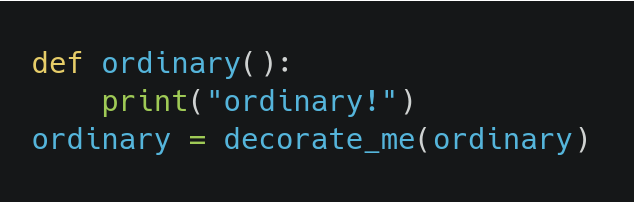 def ordinary():
    print("ordinary!")
ordinary = decorate_me(ordinary)